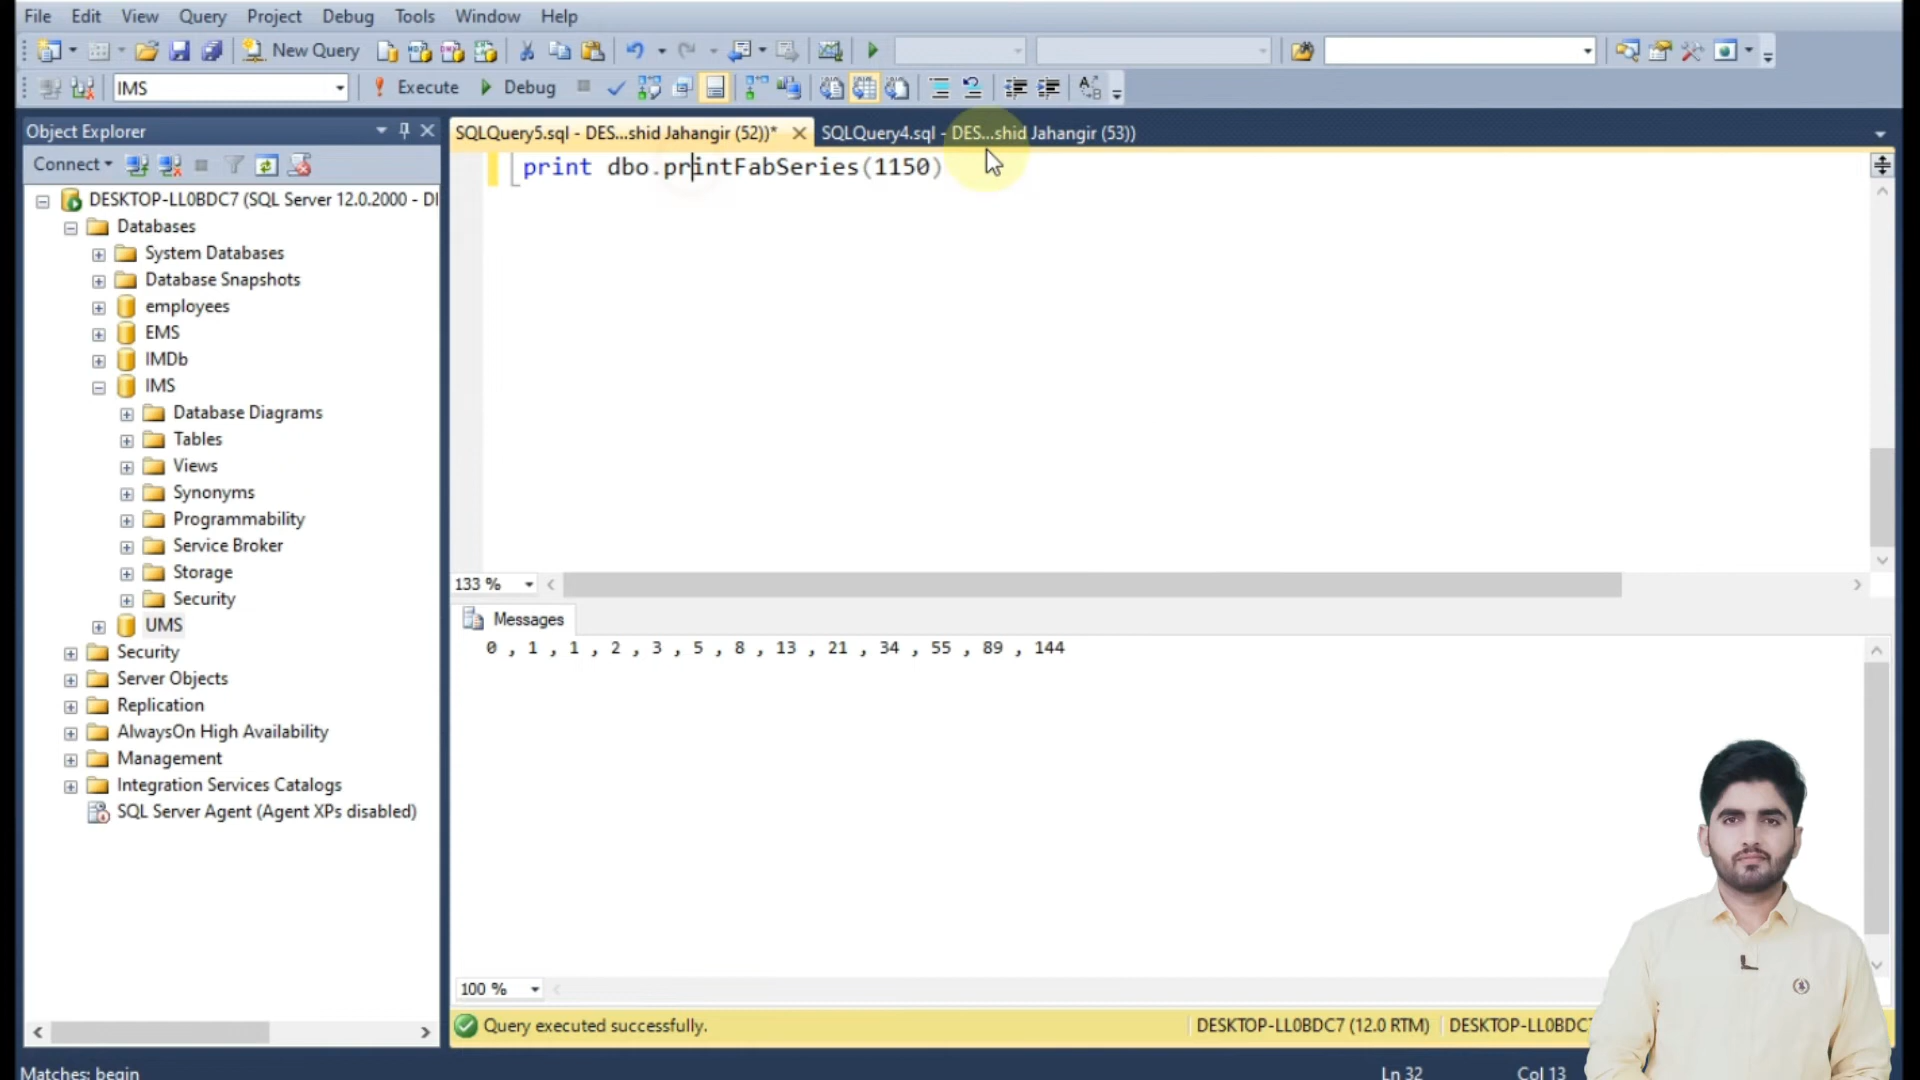 File Edit View Query Project Debug Tools Window Help
New Query
IMS Execute Debug
Object Explorer
Connect
DESKTOP-LL0BDC7 (SQL Server 12.0.2000 - DI
Databases
System Databases
Database Snapshots
employees
EMS
IMDb
IMS
Database Diagrams
Tables
Views
Synonyms
Programmability
Service Broker
Storage
Security
UMS
Security
Server Objects
Replication
AlwaysOn High Availability
Management
Integration Services Catalogs
SQL Server Agent (Agent XPs disabled)
SQLQuery5.sql - DES...shid Jahangir (52))* SQLQuery4.sql - DES...shid Jahangir (53))
print dbo.printFabSeries(1150)
133 %
Messages
0 , 1 , 1 , 2 , 3 , 5 , 8 , 13 , 21 , 34 , 55 , 89 , 144
100 %
Query executed successfully. DESKTOP-LL0BDC7 (12.0 RTM) DESKTOP-LL0BDC7
Matches: begin Ln 32 Col 13